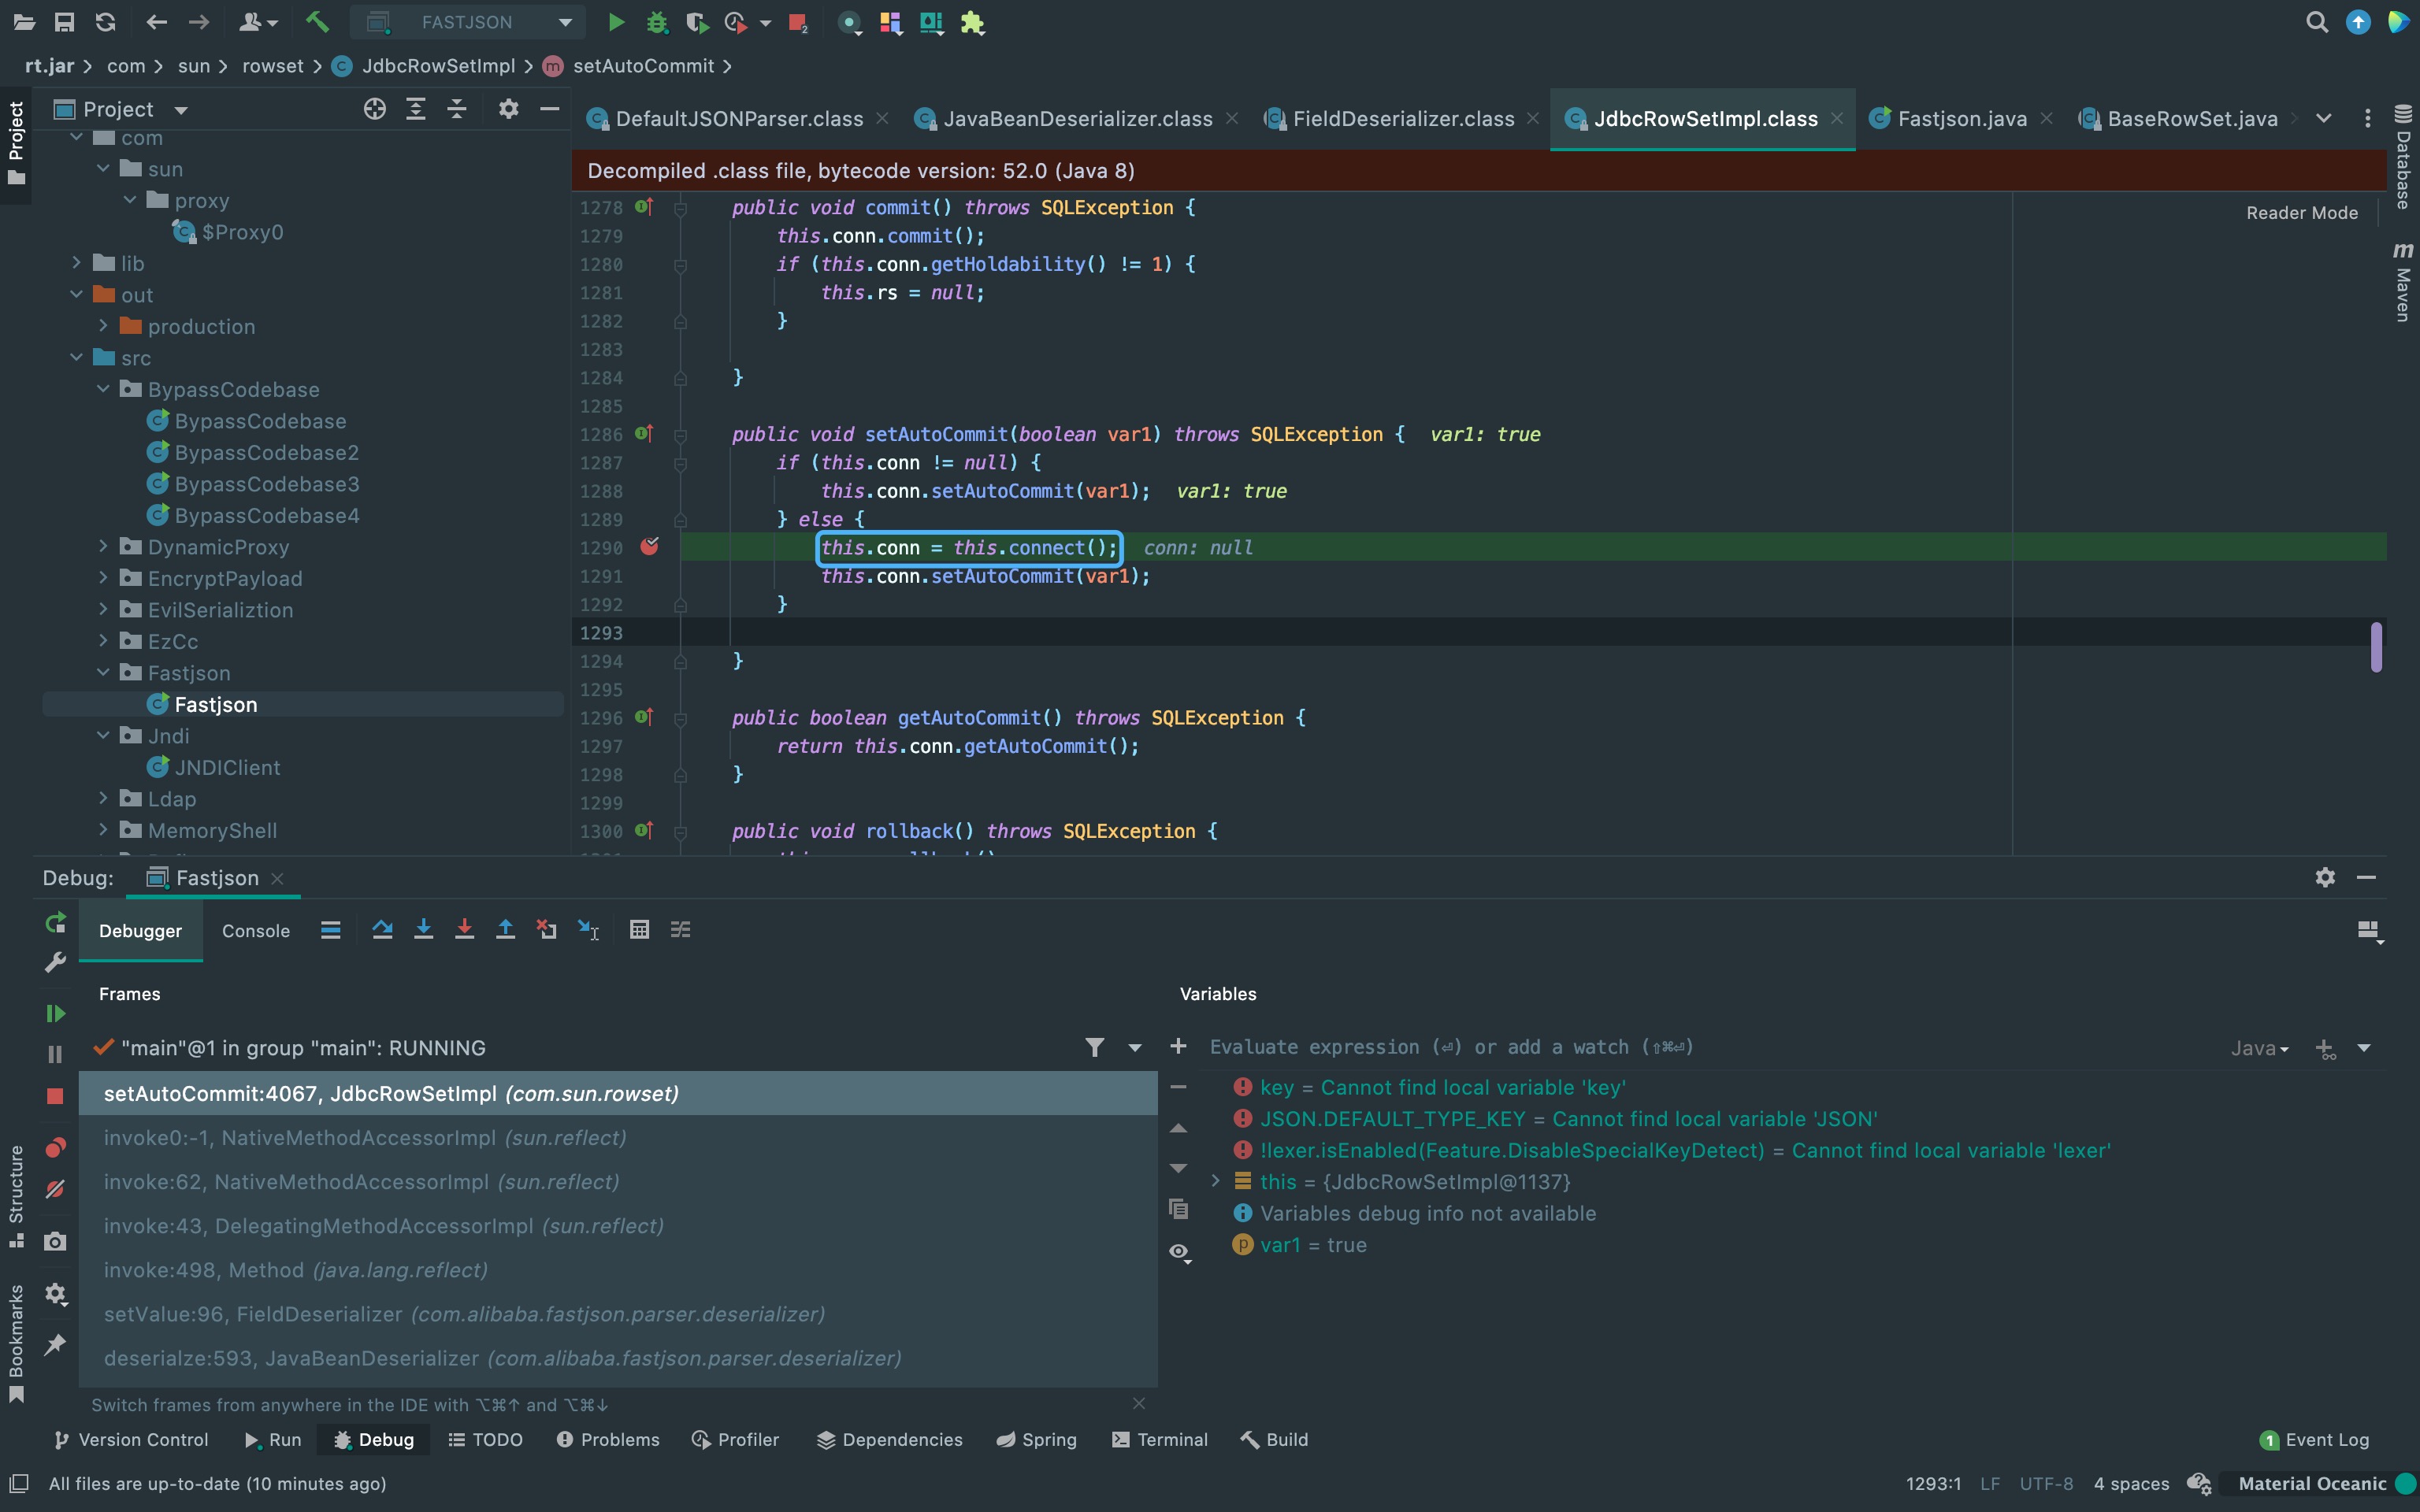 FASTJSON
2
rt.jar > com > sun > rowset > JdbcRowSetImpl > m setAutoCommit >
Project
Project
Structure
Bookmarks
com
sun
proxy
$Proxy0
lib
out
production
src
BypassCodebase
BypassCodebase
BypassCodebase2
BypassCodebase3
BypassCodebase4
DynamicProxy
EncryptPayload
EvilSerializtion
EzCc
Fastjson
Fastjson
Jndi
JNDIClient
Ldap
MemoryShell
DefaultJSONParser.class
JavaBeanDeserializer.class
FieldDeserializer.class
JdbcRowSetImpl.class
Fastjson.java
BaseRowSet.java
Decompiled .class file, bytecode version: 52.0 (Java 8)
Reader Mode
1278 public void commit() throws SQLException {
1279 this.conn.commit();
1280 if (this.conn.getHoldability() != 1) {
1281 this.rs = null;
1282 }
1283
1284 }
1285
1286 public void setAutoCommit(boolean var1) throws SQLException { var1: true
1287 if (this.conn != null) {
1288 this.conn.setAutoCommit(var1); var1: true
1289 } else {
1290 this.conn = this.connect(); conn: null
1291 this.conn.setAutoCommit(var1);
1292 }
1293
1294 }
1295
1296 public boolean getAutoCommit() throws SQLException {
1297 return this.conn.getAutoCommit();
1298 }
1299
1300 public void rollback() throws SQLException {
Database
m Maven
Debug: Fastjson
Debugger Console
Frames
"main"@1 in group "main": RUNNING
setAutoCommit:4067, JdbcRowSetImpl (com.sun.rowset)
invoke0:-1, NativeMethodAccessorImpl (sun.reflect)
invoke:62, NativeMethodAccessorImpl (sun.reflect)
invoke:43, DelegatingMethodAccessorImpl (sun.reflect)
invoke:498, Method (java.lang.reflect)
setValue:96, FieldDeserializer (com.alibaba.fastjson.parser.deserializer)
deserialze:593, JavaBeanDeserializer (com.alibaba.fastjson.parser.deserializer)
Switch frames from anywhere in the IDE with ⌥⌘↑ and ⌥⌘↓
Variables
Evaluate expression (⏎) or add a watch (⇧⌘⏎)
Java
key = Cannot find local variable 'key'
JSON.DEFAULT_TYPE_KEY = Cannot find local variable 'JSON'
!lexer.isEnabled(Feature.DisableSpecialKeyDetect) = Cannot find local variable 'lexer'
this = {JdbcRowSetImpl@1137}
Variables debug info not available
p var1 = true
Version Control Run Debug TODO Problems Profiler Dependencies Spring Terminal Build 1 Event Log
All files are up-to-date (10 minutes ago) 1293:1 LF UTF-8 4 spaces Material Oceanic